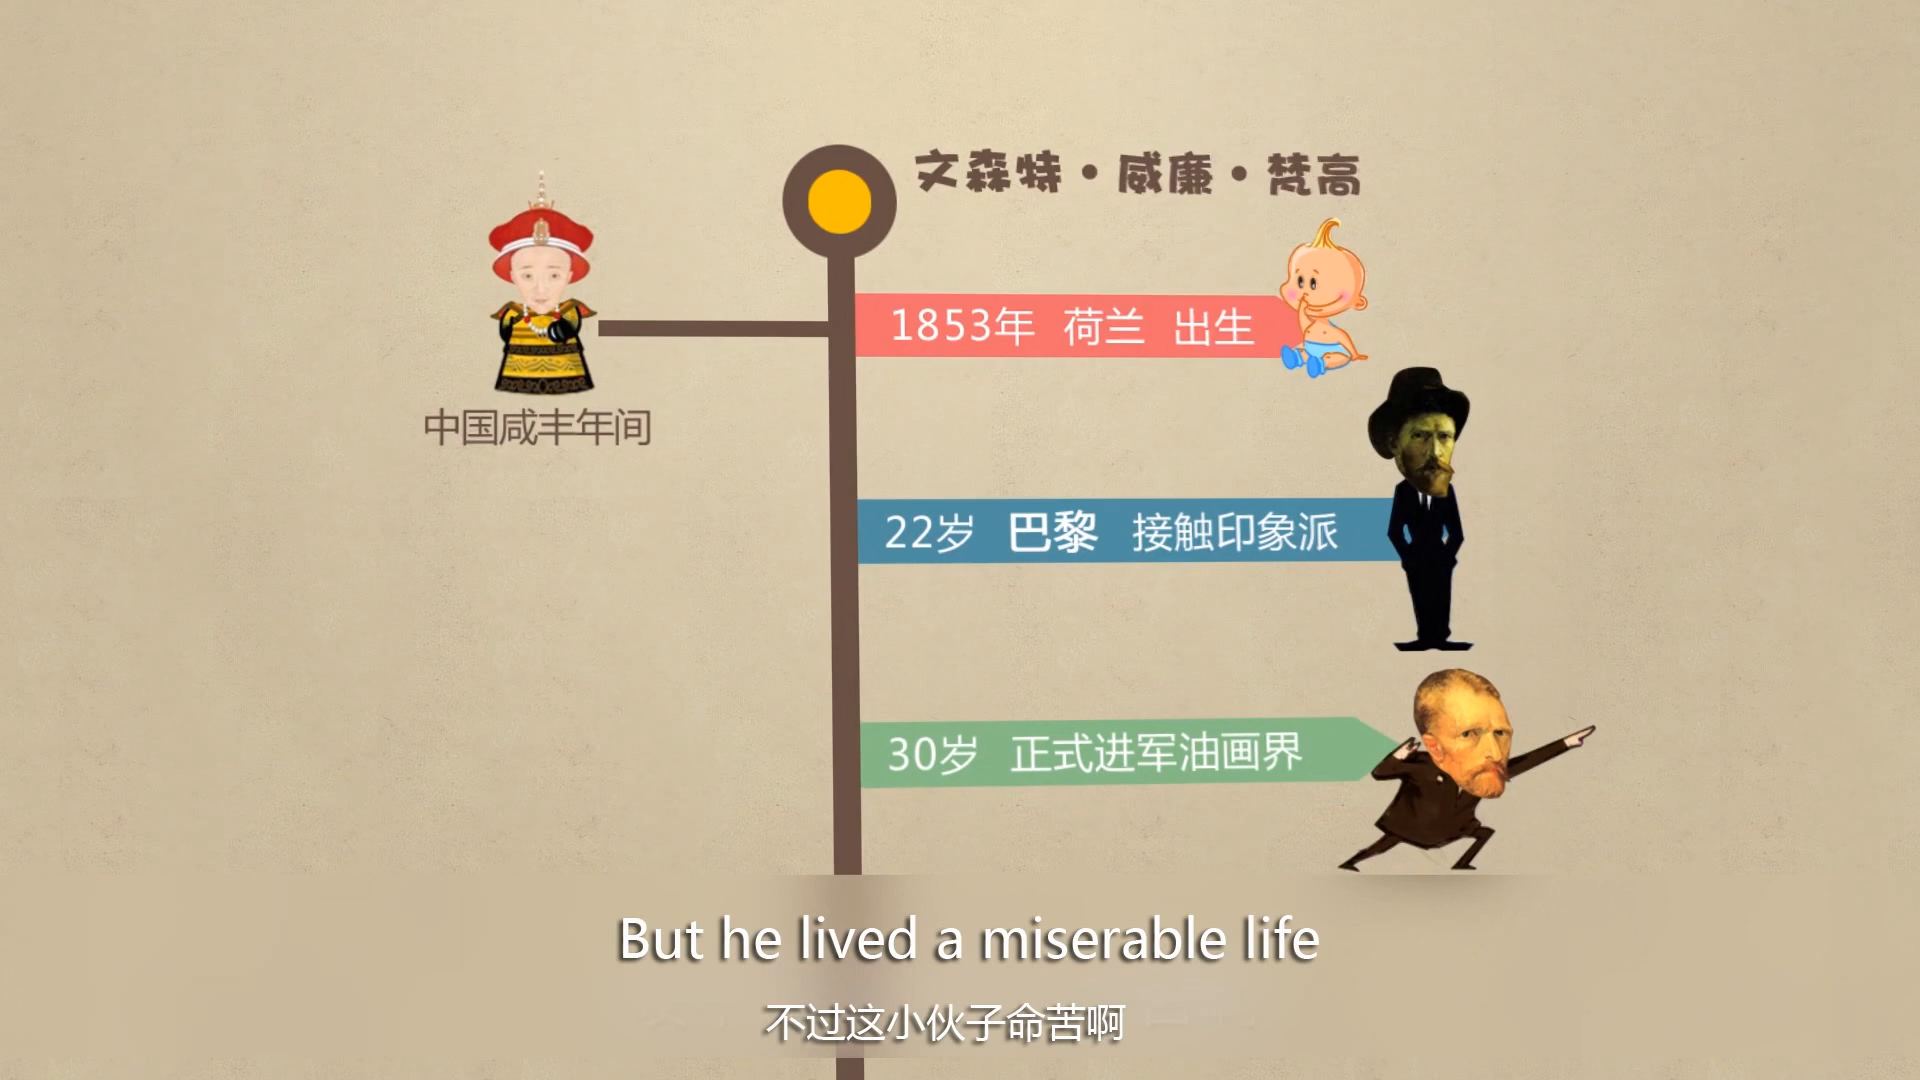 文森特·威廉·梵高
1853年 荷兰 出生
中国咸丰年间
22岁 巴黎 接触印象派
30岁 正式进军油画界
But he lived a miserable life
不过这小伙子命苦啊